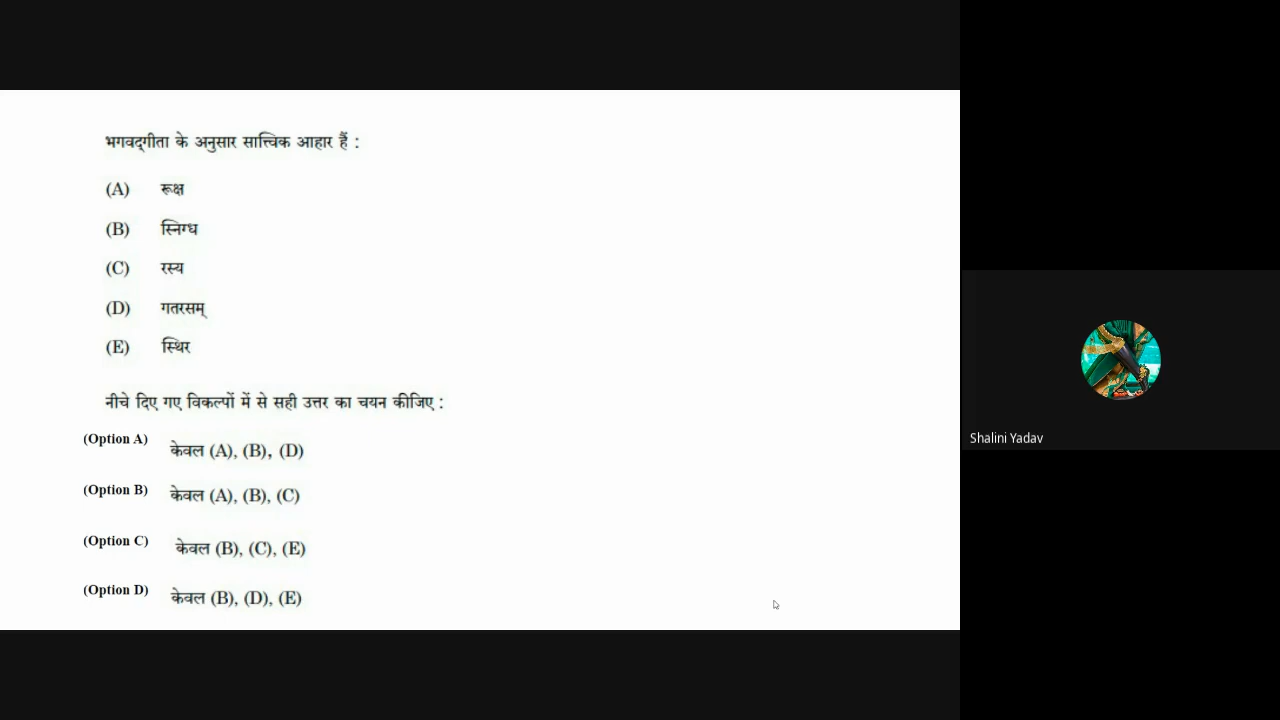 भगवद्‌गीता के अनुसार सात्त्विक आहार हैं :
(A) रूक्ष
(B) स्निग्ध
(C) रस्य
(D) गतरसम्
(E) स्थिर
नीचे दिए गए विकल्पों में से सही उत्तर का चयन कीजिए :
(Option A) केवल (A), (B), (D)
(Option B) केवल (A), (B), (C)
(Option C) केवल (B), (C), (E)
(Option D) केवल (B), (D), (E)
Shalini Yadav